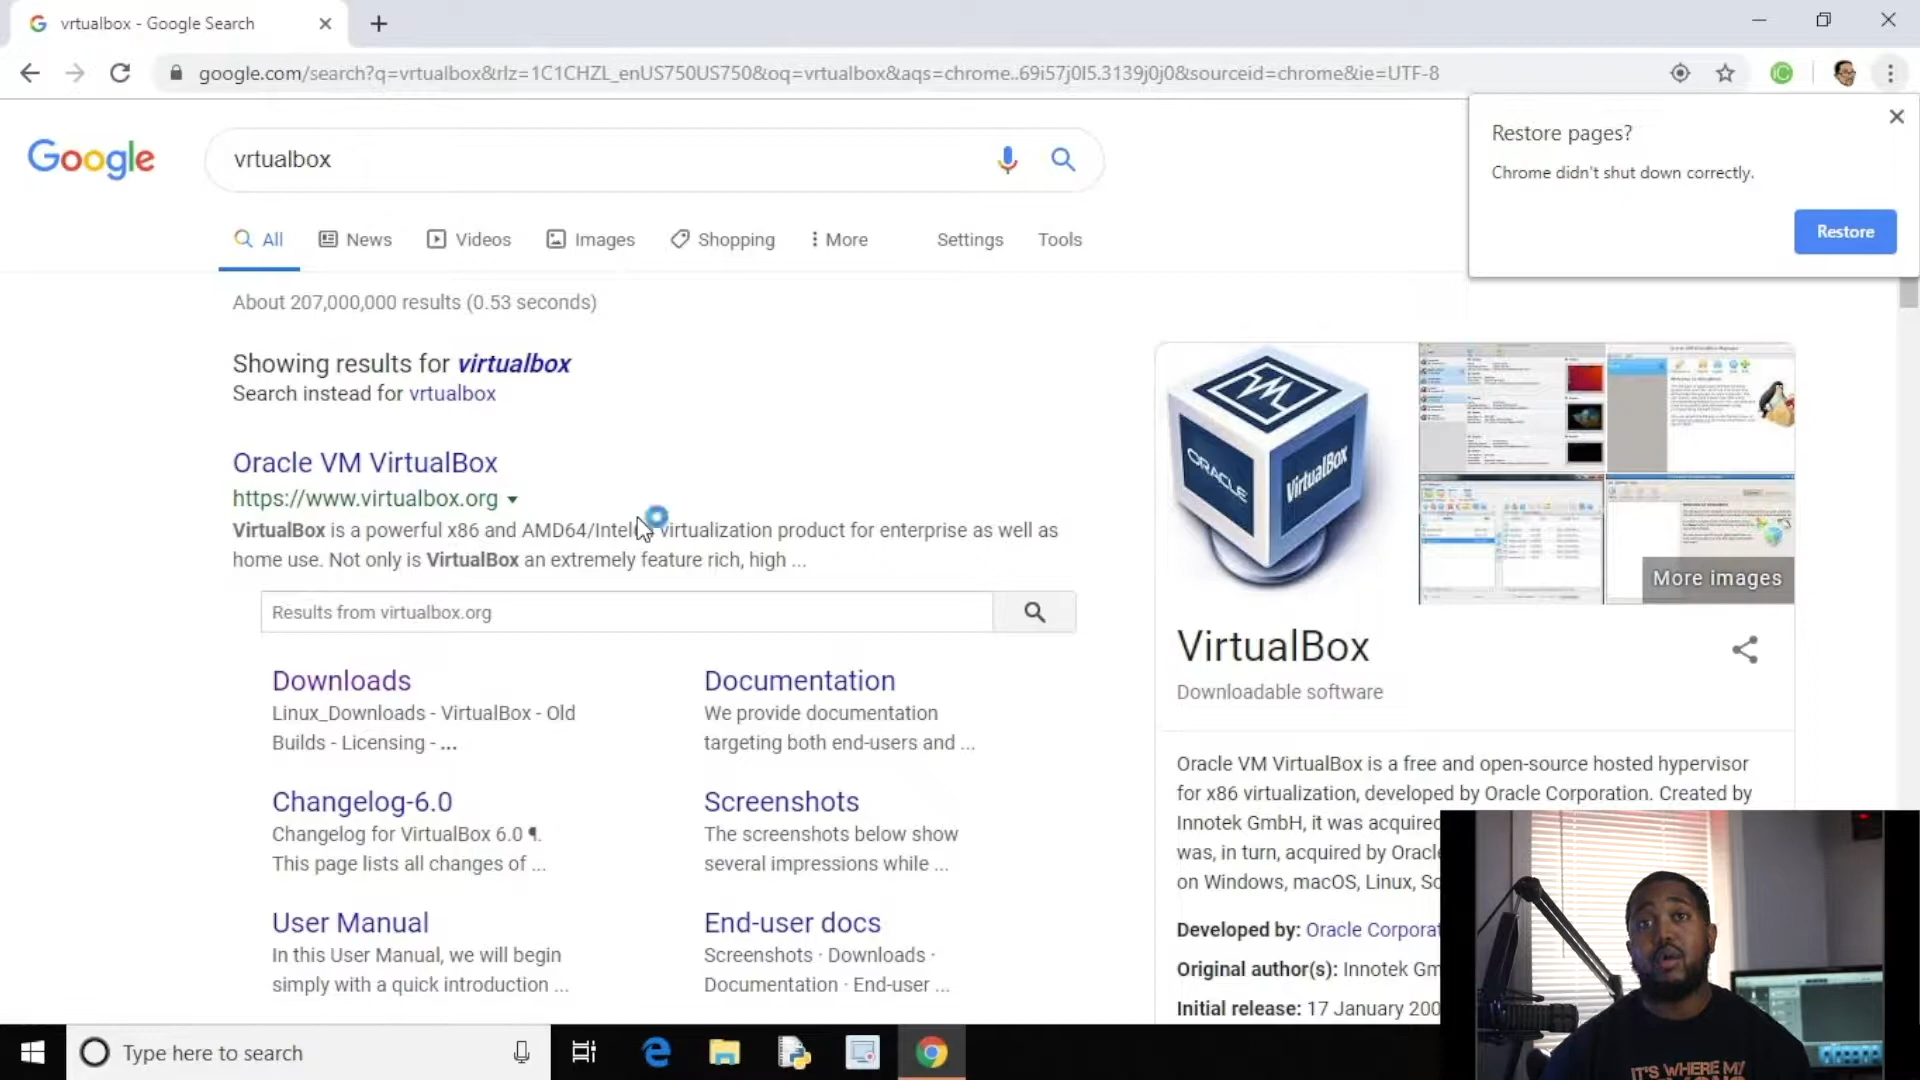 vrtualbox - Google Search
google.com/search?q=vrtualbox&rlz=1C1CHZL_enUS750US750&oq=vrtualbox&aqs=chrome..69i57j0l5.3139j0j0&sourceid=chrome&ie=UTF-8
Restore pages?
Chrome didn't shut down correctly.
Restore
Google
vrtualbox
All
News
Videos
Images
Shopping
More
Settings
Tools
About 207,000,000 results (0.53 seconds)
Showing results for virtualbox
Search instead for vrtualbox
Oracle VM VirtualBox
https://www.virtualbox.org
VirtualBox is a powerful x86 and AMD64/Intel virtualization product for enterprise as well as
home use. Not only is VirtualBox an extremely feature rich, high ...
Results from virtualbox.org
Downloads
Linux_Downloads - VirtualBox - Old
Builds - Licensing - ...
Documentation
We provide documentation
targeting both end-users and ...
Changelog-6.0
Changelog for VirtualBox 6.0 ¶.
This page lists all changes of ...
Screenshots
The screenshots below show
several impressions while ...
User Manual
In this User Manual, we will begin
simply with a quick introduction ...
End-user docs
Screenshots · Downloads ·
Documentation · End-user ...
ORACLE
VirtualBox
More images
VirtualBox
Downloadable software
Oracle VM VirtualBox is a free and open-source hosted hypervisor
for x86 virtualization, developed by Oracle Corporation. Created by
Innotek GmbH, it was acquired
was, in turn, acquired by Oracle
on Windows, macOS, Linux, So
Developed by: Oracle Corporat
Original author(s): Innotek Gm
Initial release: 17 January 200
IT'S WHERE MY
Type here to search